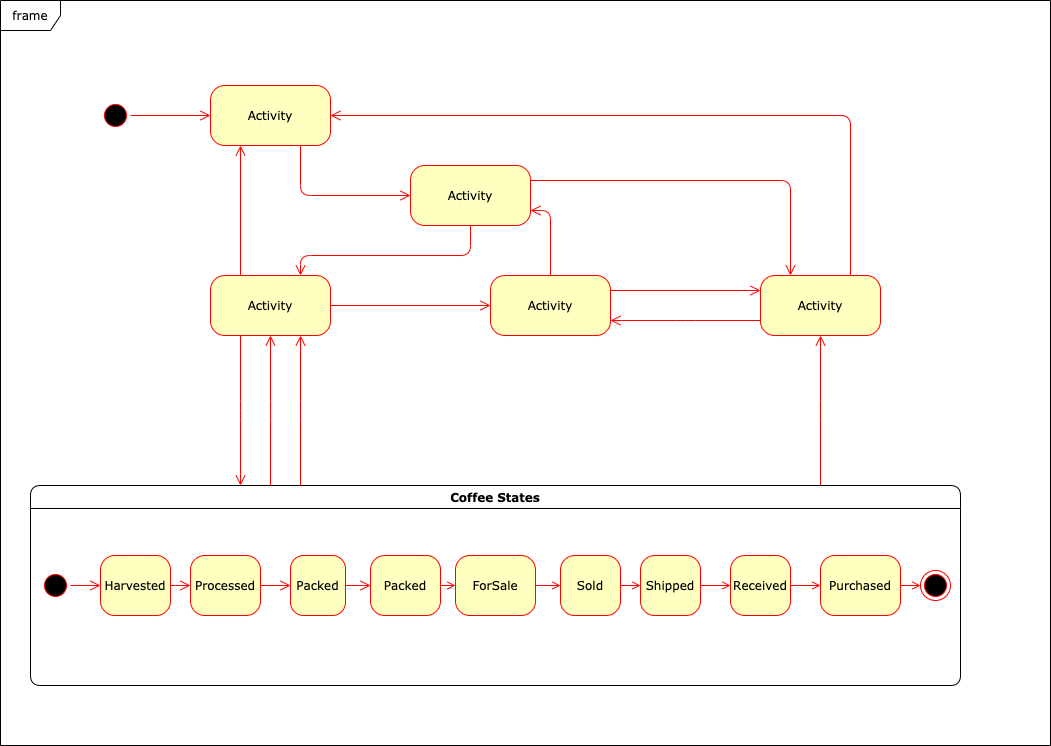 frame
Activity
Activity
Activity
Activity
Activity
Coffee States
Harvested
Processed
Packed
Packed
ForSale
Sold
Shipped
Received
Purchased